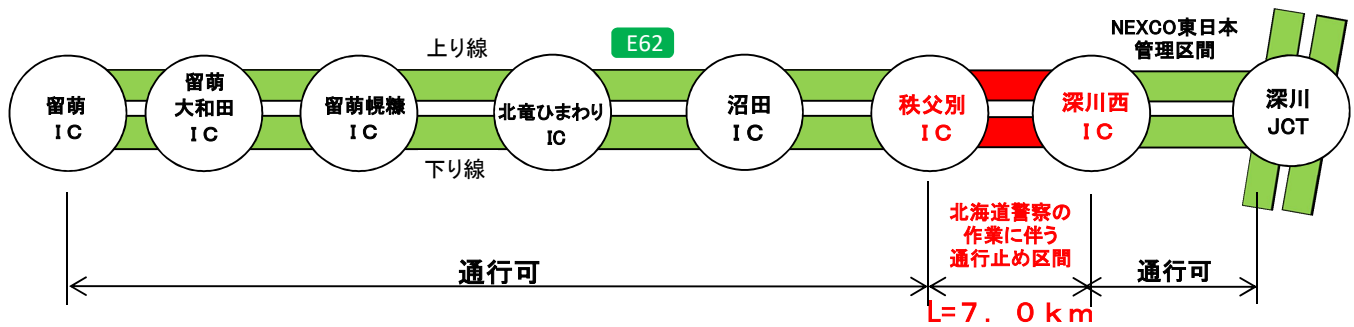 NEXCO東日本
管理区間
E62
上り線
留萌
IC
留萌
大和田
IC
留萌幌糠
IC
北竜ひまわり
IC
沼田
IC
秩父別
IC
深川西
IC
深川
JCT
下り線
北海道警察の
作業に伴う
通行止め区間
通行可
通行可
L=7.0km